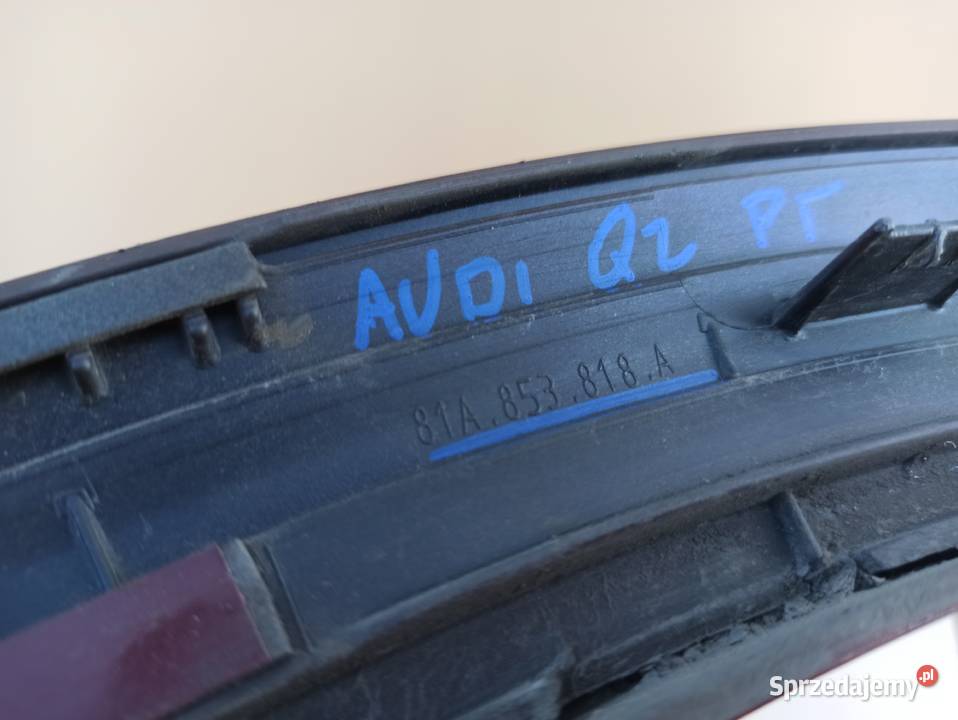 AUDI Q2 PT
81A.853.818.A
Sprzedajemy.pl